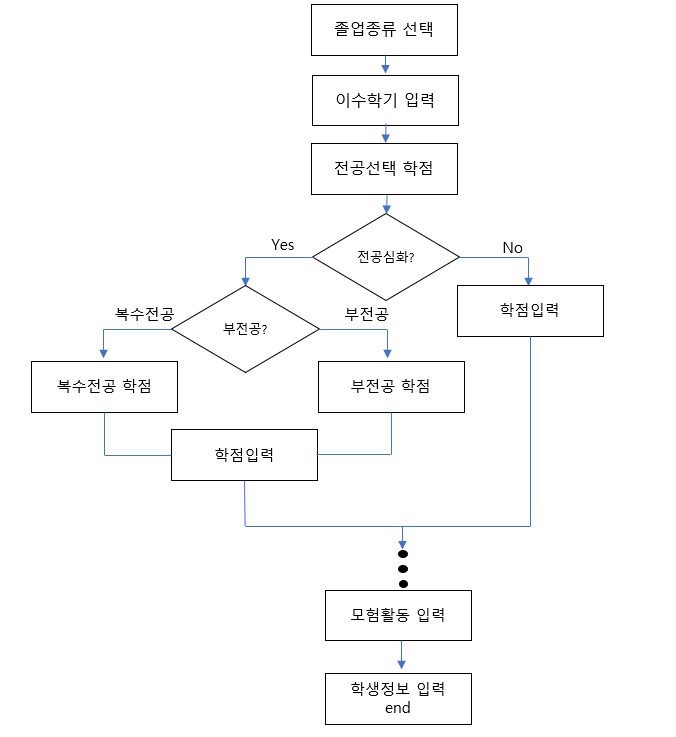 졸업종류 선택
이수학기 입력
전공선택 학점
전공심화?
Yes
No
부전공?
복수전공
부전공
학점입력
복수전공 학점
부전공 학점
학점입력
모험활동 입력
학생정보 입력
end